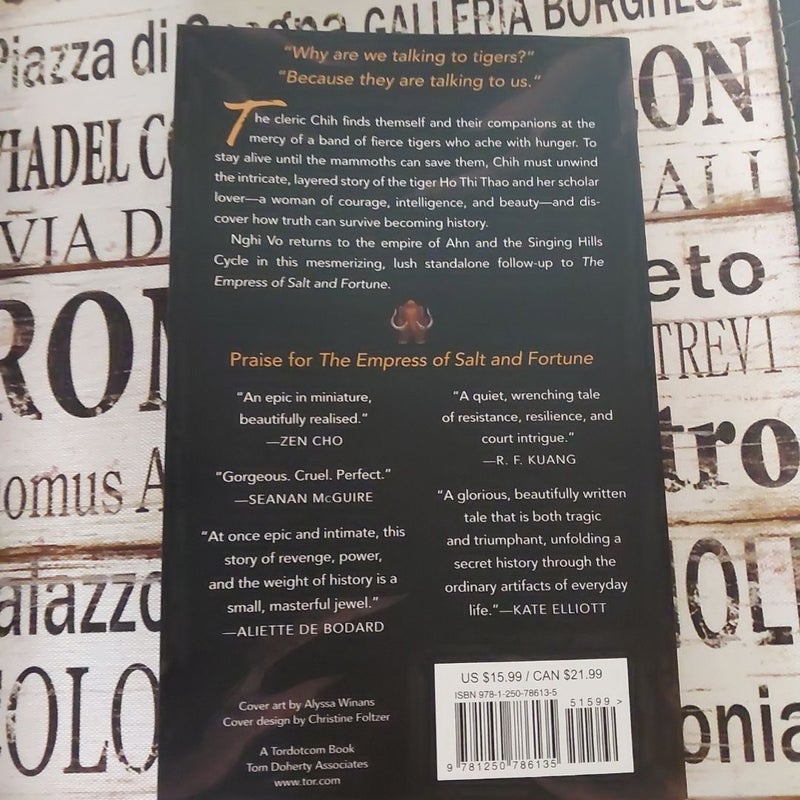 Piazza di
GALLERIA BORGHESE
VIADEL
VIA D
omus A
ON
ALI
eto
TREVI
tro
onia
"Why are we talking to tigers?"
"Because they are talking to us."
The cleric Chih finds themself and their companions at the
mercy of a band of fierce tigers who ache with hunger. To
stay alive until the mammoths can save them, Chih must unwind
the intricate, layered story of the tiger Ho Thi Thao and her scholar
lover—a woman of courage, intelligence, and beauty—and dis-
cover how truth can survive becoming history.
Nghi Vo returns to the empire of Ahn and the Singing Hills
Cycle in this mesmerizing, lush standalone follow-up to The
Empress of Salt and Fortune.
Praise for The Empress of Salt and Fortune
"An epic in miniature,
beautifully realised."
—ZEN CHO
"Gorgeous. Cruel. Perfect."
—SEANAN McGUIRE
"At once epic and intimate, this
story of revenge, power,
and the weight of history is a
small, masterful jewel."
—ALIETTE DE BODARD
"A quiet, wrenching tale
of resistance, resilience, and
court intrigue."
—R. F. KUANG
"A glorious, beautifully written
tale that is both tragic
and triumphant, unfolding a
secret history through the
ordinary artifacts of everyday
life."—KATE ELLIOTT
Cover art by Alyssa Winans
Cover design by Christine Foltzer
A Tordotcom Book
Tom Doherty Associates
www.tor.com
US $15.99 / CAN $21.99
ISBN 978-1-250-78613-5
51599 >
9 781250 786135